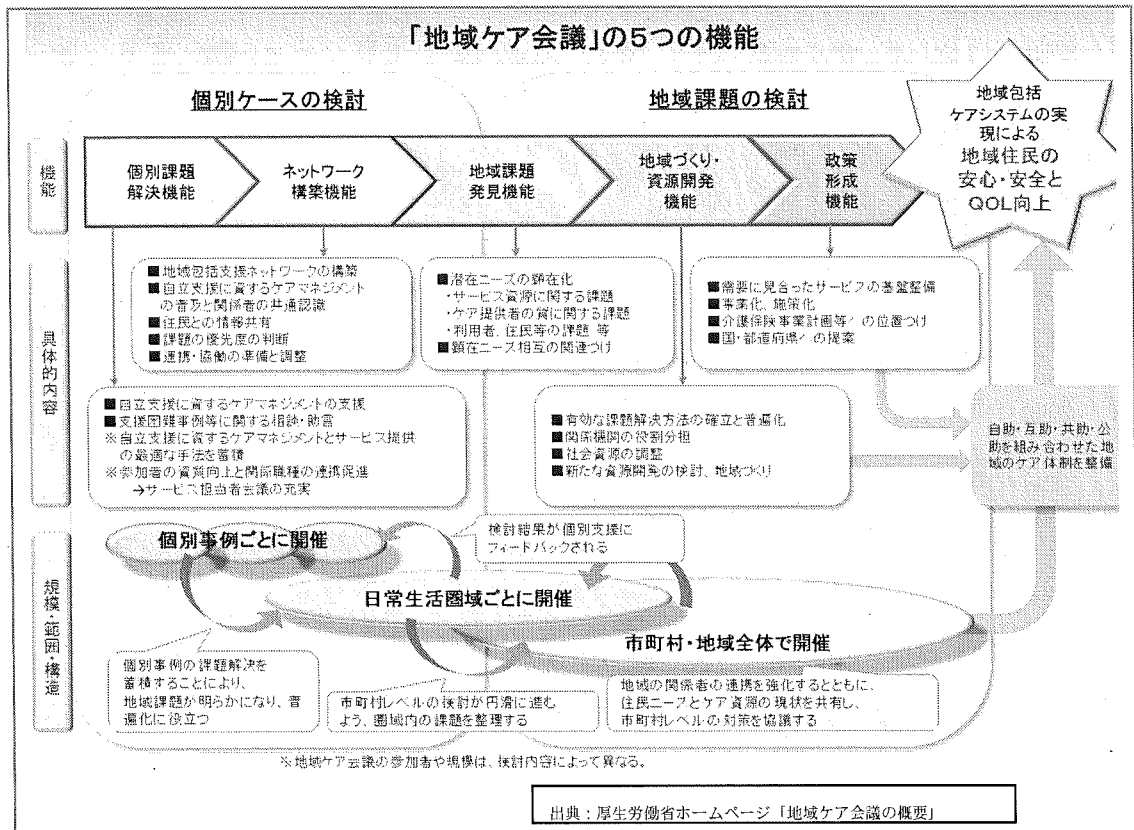 「地域ケア会議」の5つの機能
個別ケースの検討
地域課題の検討
機能
個別課題
解決機能
ネットワーク
構築機能
地域課題
発見機能
地域づくり・
資源開発
機能
政策
形成
機能
地域包括
ケアシステムの実
現による
地域住民の
安心・安全と
QOL向上
具体的内容
■地域包括支援ネットワークの構築
■自立支援に資するケアマネジメント
の普及と関係者の共通認識
■住民との情報共有
■課題の優先度の判断
■連携・協働の準備と調整
■潜在ニーズの顕在化
・サービス資源に関する課題
・ケア提供者の質に関する課題
・利用者、住民等の課題 等
■顕在ニーズ相互の関連づけ
■需要に見合ったサービスの基盤整備
■事業化、施策化
■介護保険事業計画等への位置づけ
■国・都道府県への提案
■自立支援に資するケアマネジメントの支援
■支援困難事例等に関する相談・助言
※自立支援に資するケアマネジメントとサービス提供
の最適な手法を蓄積
※参加者の資質向上と関係職種の連携促進
→サービス担当者会議の充実
■有効な課題解決方法の確立と普遍化
■関係機関の役割分担
■社会資源の調整
■新たな資源開発の検討、地域づくり
自助・互助・共助・公
助を組み合わせた地
域のケア体制を整備
規模・範囲・構造
個別事例ごとに開催
検討結果が個別支援に
フィードバックされる
日常生活圏域ごとに開催
市町村・地域全体で開催
個別事例の課題解決を
蓄積することにより、
地域課題が明らかになり、普
遍化に役立つ
市町村レベルの検討が円滑に進む
よう、圏域内の課題を整理する
地域の関係者の連携を強化するとともに、
住民ニーズとケア資源の現状を共有し、
市町村レベルの対策を協議する
※地域ケア会議の参加者や規模は、検討内容によって異なる。
出典：厚生労働省ホームページ「地域ケア会議の概要」